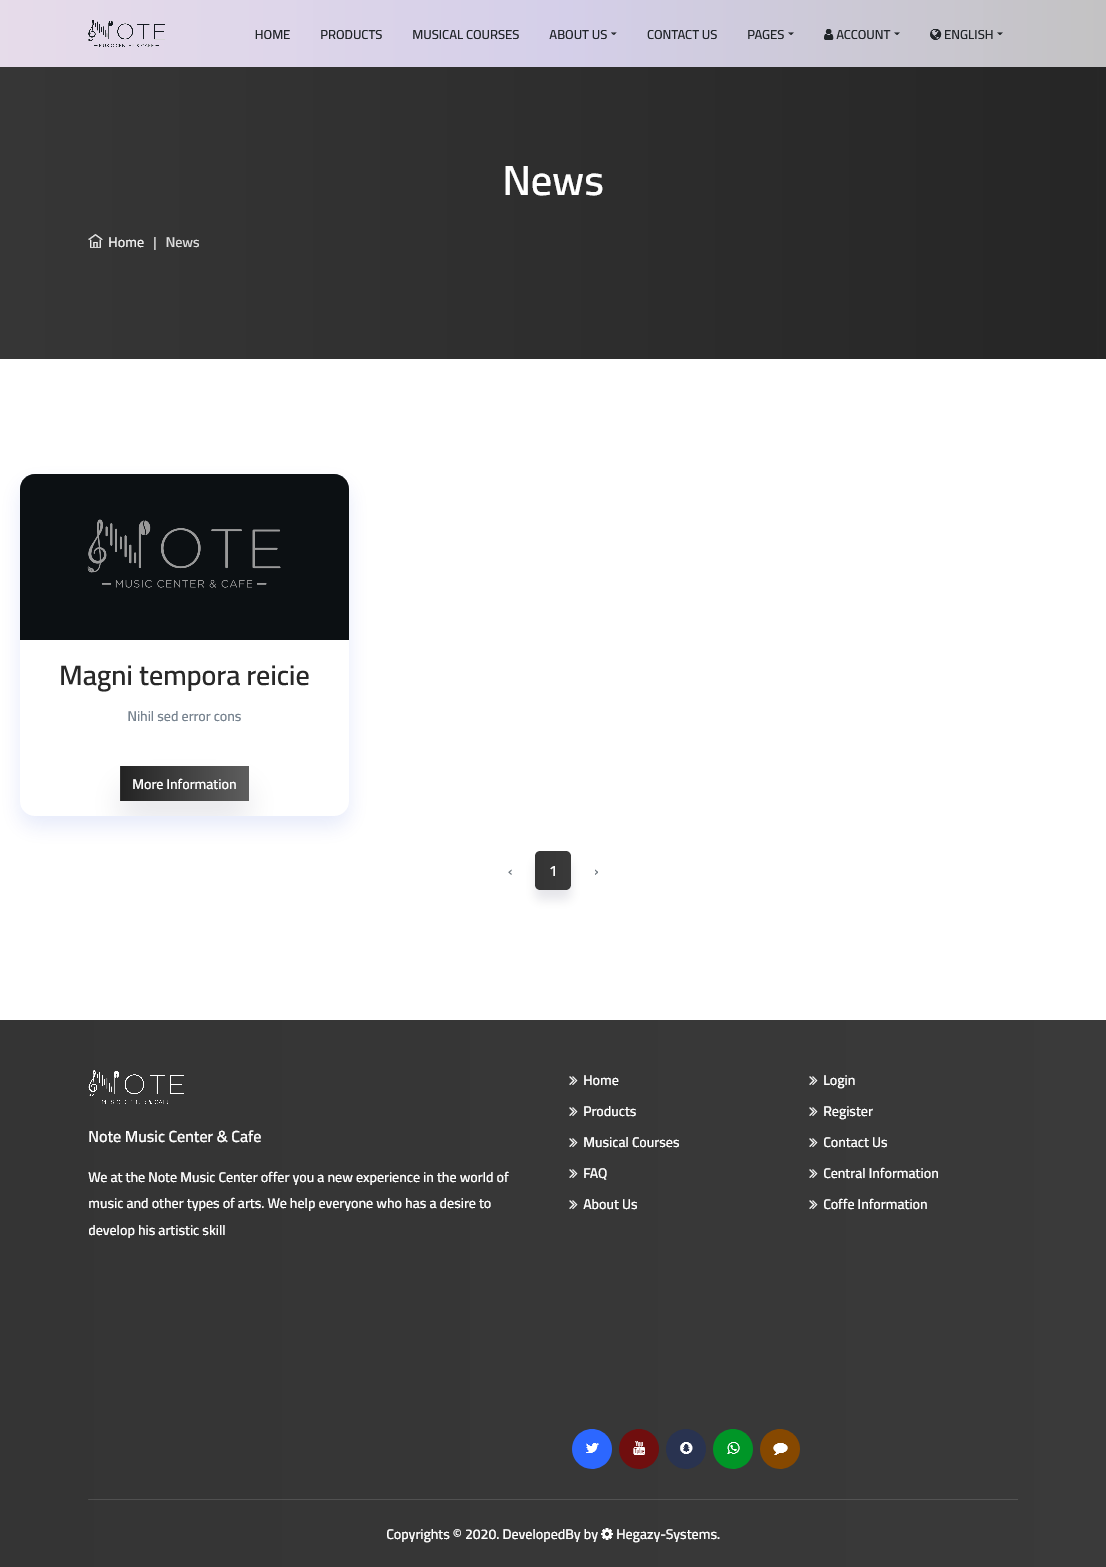 HOME PRODUCTS MUSICAL COURSES ABOUT US CONTACT US PAGES ACCOUNT ENGLISH
News
Home | News
OTE
MUSIC CENTER & CAFE
Magni tempora reicie
Nihil sed error cons
More Information
‹ 1 ›
OTE
Note Music Center & Cafe
We at the Note Music Center offer you a new experience in the world of
music and other types of arts. We help everyone who has a desire to
develop his artistic skill
Home
Products
Musical Courses
FAQ
About Us
Login
Register
Contact Us
Central Information
Coffe Information
Copyrights © 2020. DevelopedBy by Hegazy-Systems.